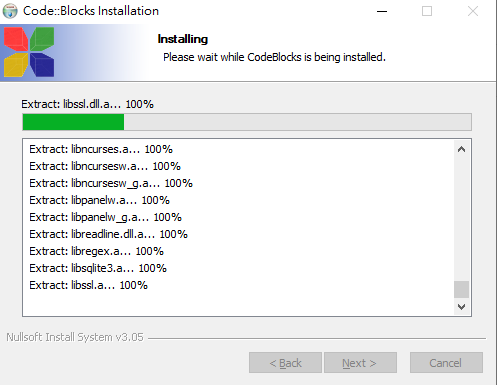 Code::Blocks Installation
Installing
Please wait while CodeBlocks is being installed.
Extract: libssl.dll.a... 100%
Extract: libncurses.a... 100%
Extract: libncursesw.a... 100%
Extract: libncursesw_g.a... 100%
Extract: libpanelw.a... 100%
Extract: libpanelw_g.a... 100%
Extract: libreadline.dll.a... 100%
Extract: libregex.a... 100%
Extract: libsqlite3.a... 100%
Extract: libssl.a... 100%
Nullsoft Install System v3.05
< Back Next > Cancel